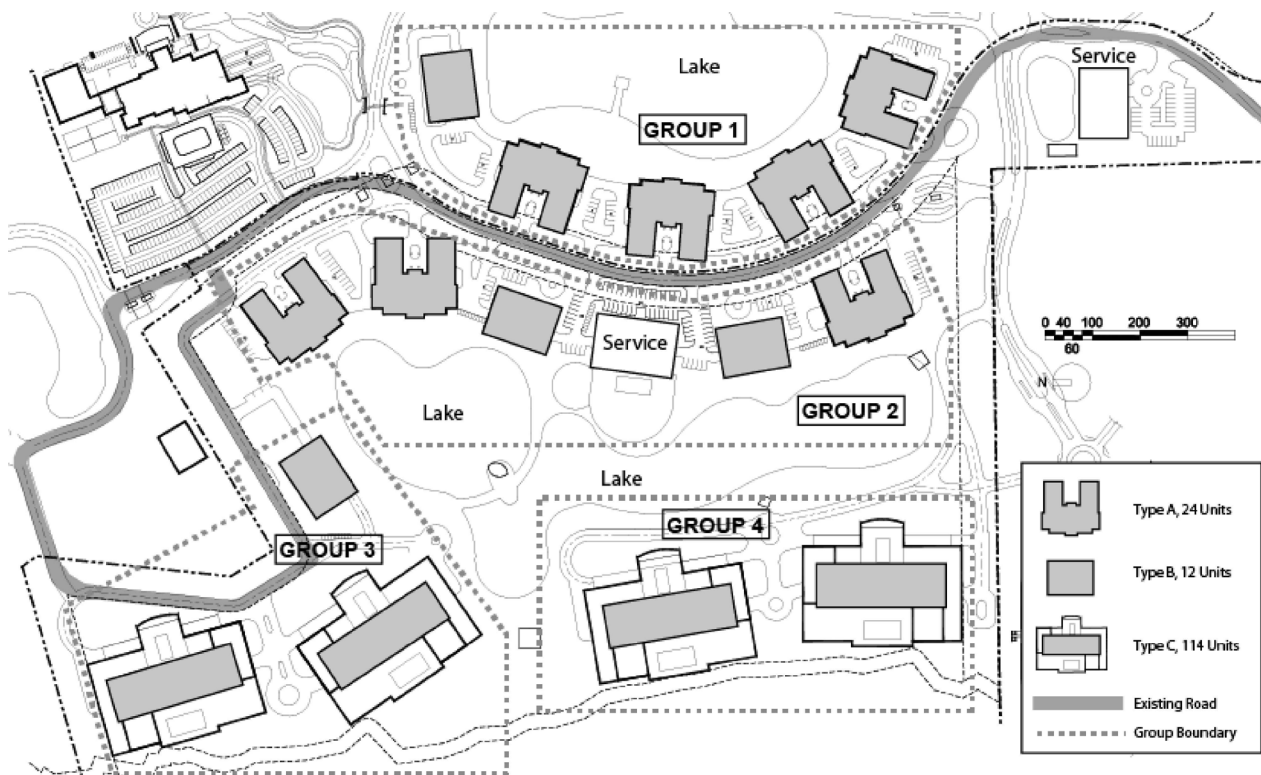 Lake
Service
GROUP 1
Service
0 40 100 200 300
60
N
Lake
GROUP 2
Lake
GROUP 4
GROUP 3
Type A, 24 Units
Type B, 12 Units
Type C, 114 Units
Existing Road
Group Boundary